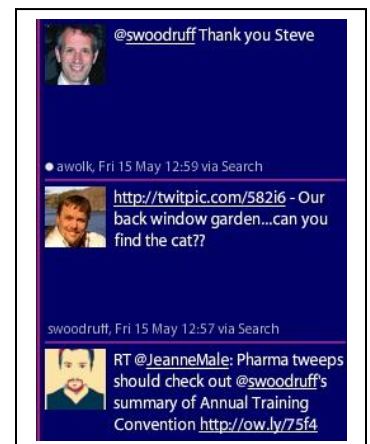 @swoodruff Thank you Steve
awolk, Fri 15 May 12:59 via Search
http://twitpic.com/582i6 - Our
back window garden...can you
find the cat??
swoodruff, Fri 15 May 12:57 via Search
RT @JeanneMale: Pharma tweeps
should check out @swoodruff's
summary of Annual Training
Convention http://ow.ly/75f4